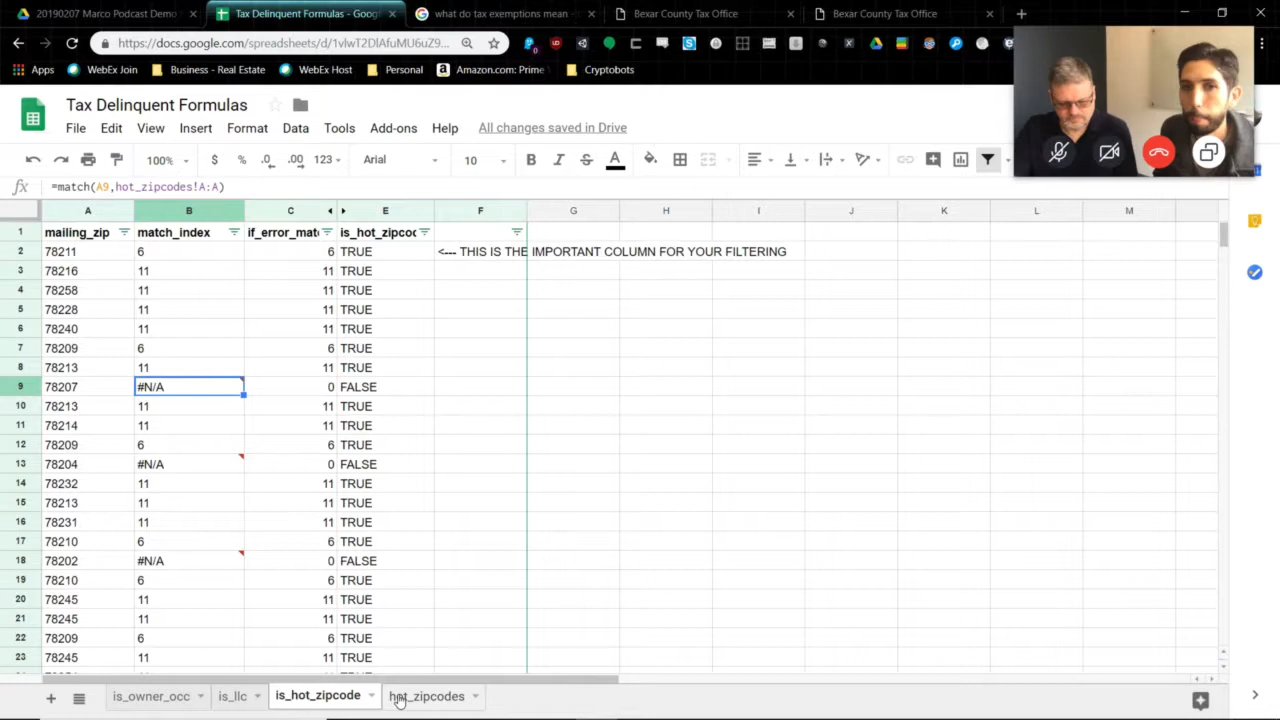 20190207 Marco Podcast Demo
Tax Delinquent Formulas - Goog
what do tax exemptions mean -
Bexar County Tax Office
Bexar County Tax Office
https://docs.google.com/spreadsheets/d/1vlwT2DlAfuMU6uZ9...
Apps
WebEx Join
Business - Real Estate
WebEx Host
Personal
Amazon.com: Prime
Cryptobots
Tax Delinquent Formulas
File Edit View Insert Format Data Tools Add-ons Help All changes saved in Drive
100% $ % .0 .00 123 Arial 10 B I S A
fx =match(A9,hot_zipcodes!A:A)
A B C E F G H I J K L M
1 mailing_zip match_index if_error_mat is_hot_zipcod
2 78211 6 6 TRUE <--- THIS IS THE IMPORTANT COLUMN FOR YOUR FILTERING
3 78216 11 11 TRUE
4 78258 11 11 TRUE
5 78228 11 11 TRUE
6 78240 11 11 TRUE
7 78209 6 6 TRUE
8 78213 11 11 TRUE
9 78207 #N/A 0 FALSE
10 78213 11 11 TRUE
11 78214 11 11 TRUE
12 78209 6 6 TRUE
13 78204 #N/A 0 FALSE
14 78232 11 11 TRUE
15 78213 11 11 TRUE
16 78231 11 11 TRUE
17 78210 6 6 TRUE
18 78202 #N/A 0 FALSE
19 78210 6 6 TRUE
20 78245 11 11 TRUE
21 78245 11 11 TRUE
22 78209 6 6 TRUE
23 78245 11 11 TRUE
is_owner_occ is_llc is_hot_zipcode hot_zipcodes